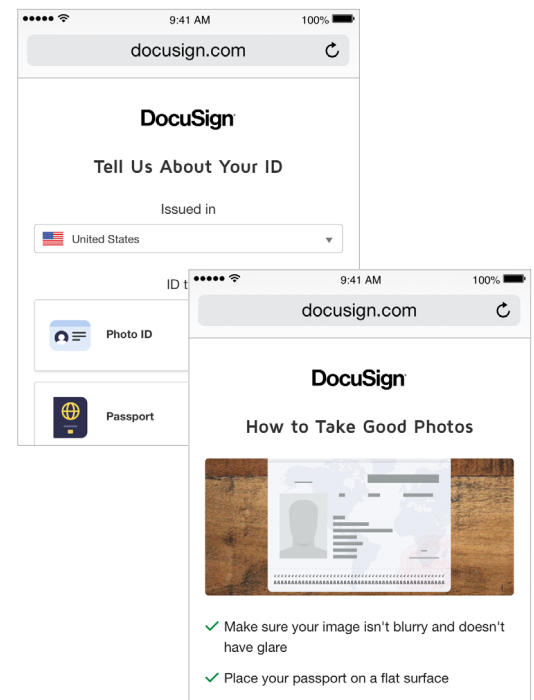 9:41 AM 100%
docusign.com
DocuSign
Tell Us About Your ID
Issued in
United States
ID t
Photo ID
Passport
9:41 AM 100%
docusign.com
DocuSign
How to Take Good Photos
Make sure your image isn't blurry and doesn't
have glare
Place your passport on a flat surface